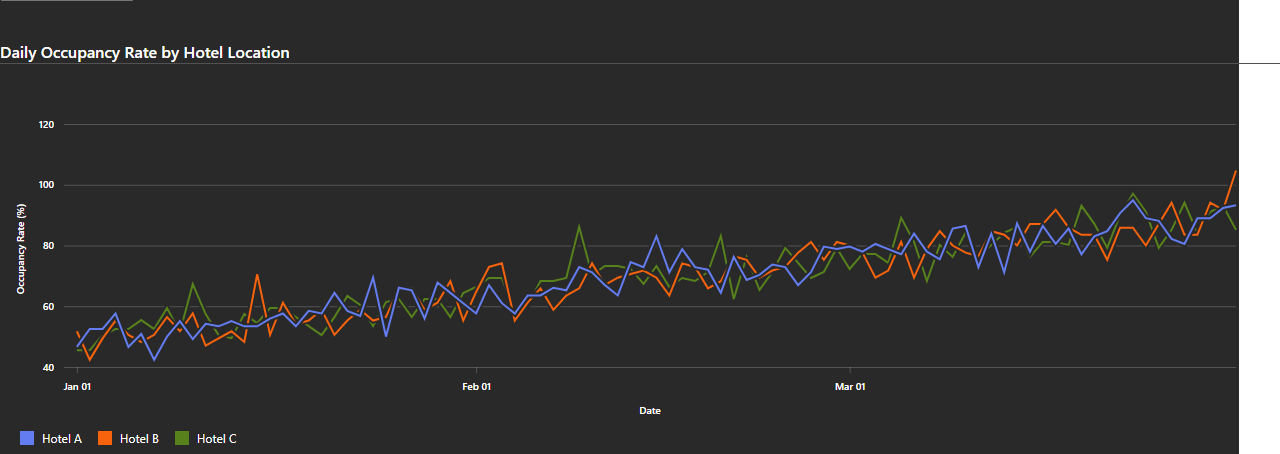 Daily Occupancy Rate by Hotel Location
120
100
80
60
40
Occupancy Rate (%)
Jan 01 Feb 01 Mar 01
Date
Hotel A Hotel B Hotel C